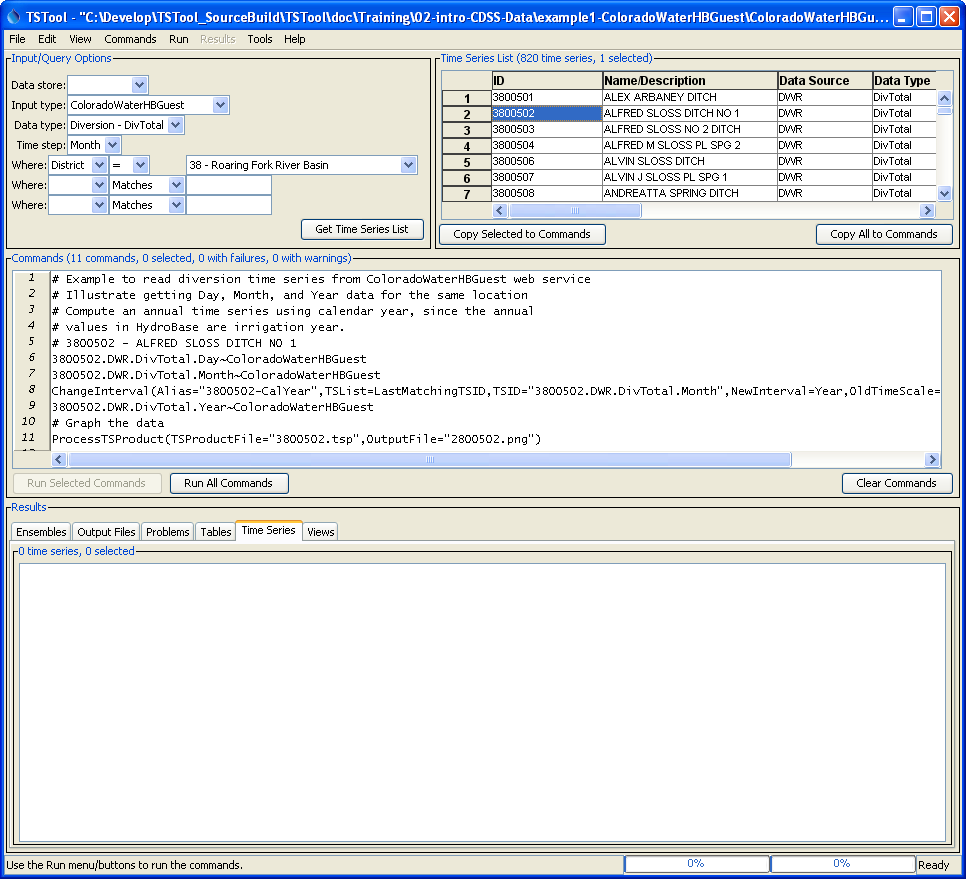 TSTool - "C:\Develop\TSTool_SourceBuild\TSTool\doc\Training\02-intro-CDSS-Data\example1-ColoradoWaterHBGuest\ColoradoWaterHBGu...
File Edit View Commands Run Results Tools Help
Input/Query Options
Data store:
Input type: ColoradoWaterHBGuest
Data type: Diversion - DivTotal
Time step: Month
Where: District = 38 - Roaring Fork River Basin
Where: Matches
Where: Matches
Get Time Series List
Time Series List (820 time series, 1 selected)
ID Name/Description Data Source Data Type
1 3800501 ALEX ARBANEY DITCH DWR DivTotal
2 3800502 ALFRED SLOSS DITCH NO 1 DWR DivTotal
3 3800503 ALFRED SLOSS NO 2 DITCH DWR DivTotal
4 3800504 ALFRED M SLOSS PL SPG 2 DWR DivTotal
5 3800506 ALVIN SLOSS DITCH DWR DivTotal
6 3800507 ALVIN J SLOSS PL SPG 1 DWR DivTotal
7 3800508 ANDREATTA SPRING DITCH DWR DivTotal
Copy Selected to Commands Copy All to Commands
Commands (11 commands, 0 selected, 0 with failures, 0 with warnings)
1 # Example to read diversion time series from ColoradoWaterHBGuest web service
2 # Illustrate getting Day, Month, and Year data for the same location
3 # Compute an annual time series using calendar year, since the annual
4 # values in HydroBase are irrigation year.
5 # 3800502 - ALFRED SLOSS DITCH NO 1
6 3800502.DWR.DivTotal.Day~ColoradoWaterHBGuest
7 3800502.DWR.DivTotal.Month~ColoradoWaterHBGuest
8 ChangeInterval(Alias="3800502-CalYear",TSList=LastMatchingTSID,TSID="3800502.DWR.DivTotal.Month",NewInterval=Year,OldTimeScale=
9 3800502.DWR.DivTotal.Year~ColoradoWaterHBGuest
10 # Graph the data
11 ProcessTSProduct(TSProductFile="3800502.tsp",OutputFile="2800502.png")
Run Selected Commands Run All Commands Clear Commands
Results
Ensembles Output Files Problems Tables Time Series Views
0 time series, 0 selected
Use the Run menu/buttons to run the commands. 0% 0% Ready